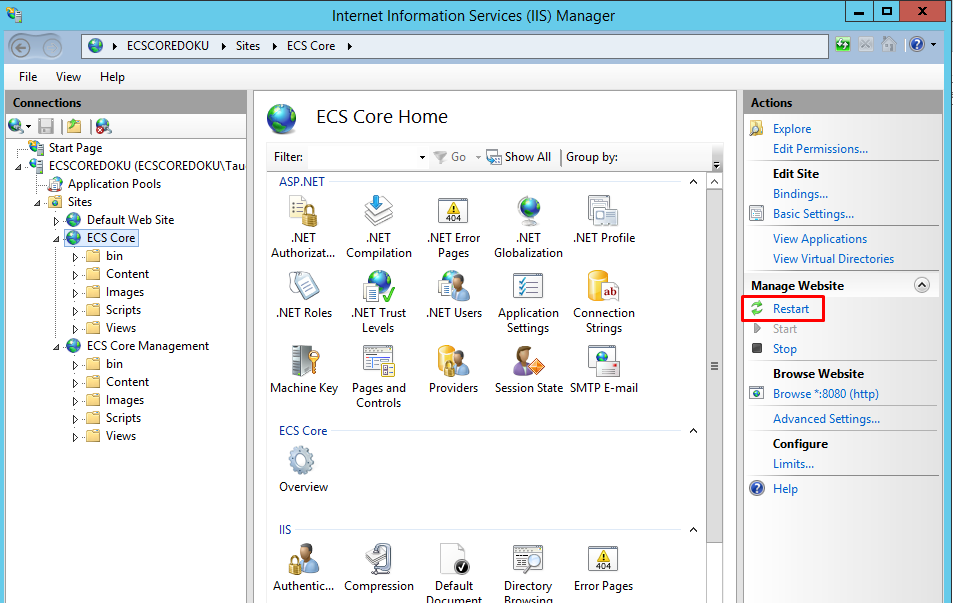 Internet Information Services (IIS) Manager
ECSCOREDOKU Sites ECS Core
File View Help
Connections
Start Page
ECSCOREDOKU (ECSCOREDOKU\Tau
Application Pools
Sites
Default Web Site
ECS Core
bin
Content
Images
Scripts
Views
ECS Core Management
bin
Content
Images
Scripts
Views
ECS Core Home
Filter: Go Show All Group by:
ASP.NET
.NET Authorizat...
.NET Compilation
.NET Error Pages
.NET Globalization
.NET Profile
.NET Roles
.NET Trust Levels
.NET Users
Application Settings
Connection Strings
Machine Key
Pages and Controls
Providers
Session State
SMTP E-mail
ECS Core
Overview
IIS
Authentic...
Compression
Default Document
Directory Browsing
Error Pages
Actions
Explore
Edit Permissions...
Edit Site
Bindings...
Basic Settings...
View Applications
View Virtual Directories
Manage Website
Restart
Start
Stop
Browse Website
Browse *:8080 (http)
Advanced Settings...
Configure
Limits...
Help